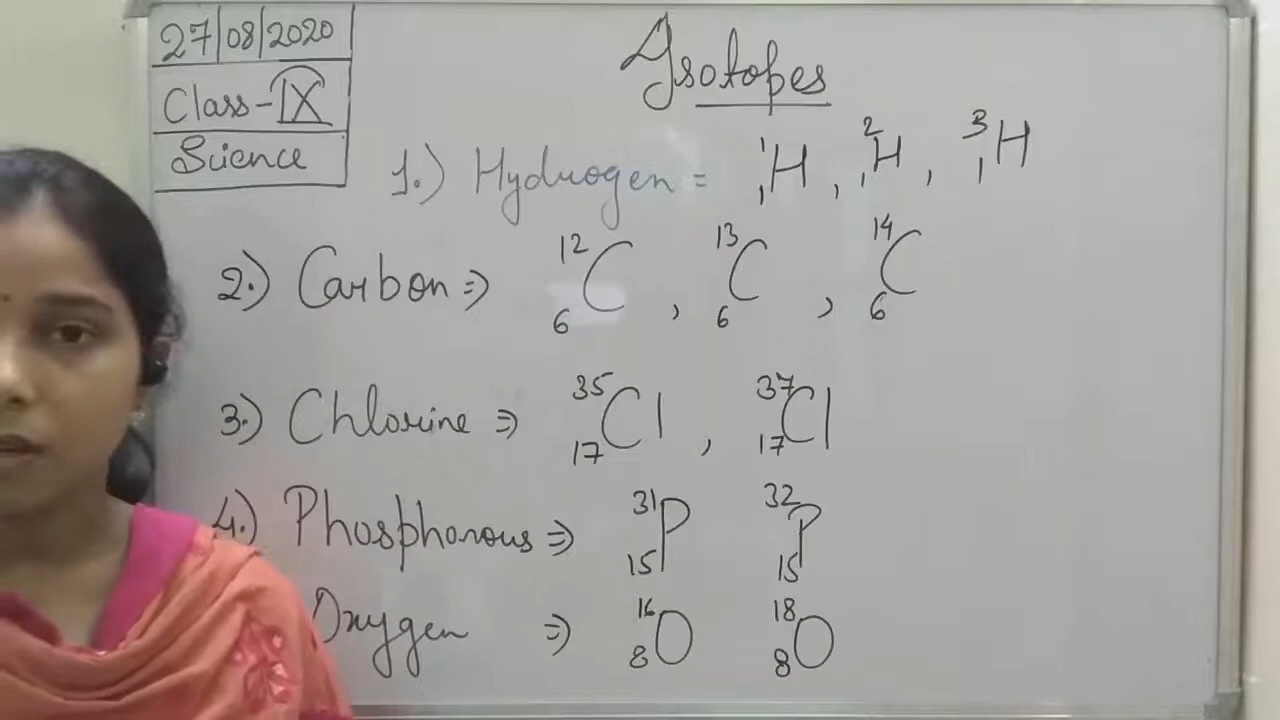 27/08/2020
Class-IX
Science
Isotopes
1.) Hydrogen = ¹₁H, ²₁H, ³₁H
2.) Carbon => ¹²₆C, ¹³₆C, ¹⁴₆C
3.) Chlorine => ³⁵₁₇Cl, ³⁷₁₇Cl
4.) Phosphorous => ³¹₁₅P ³²₁₅P
Oxygen => ¹⁶₈O ¹⁸₈O